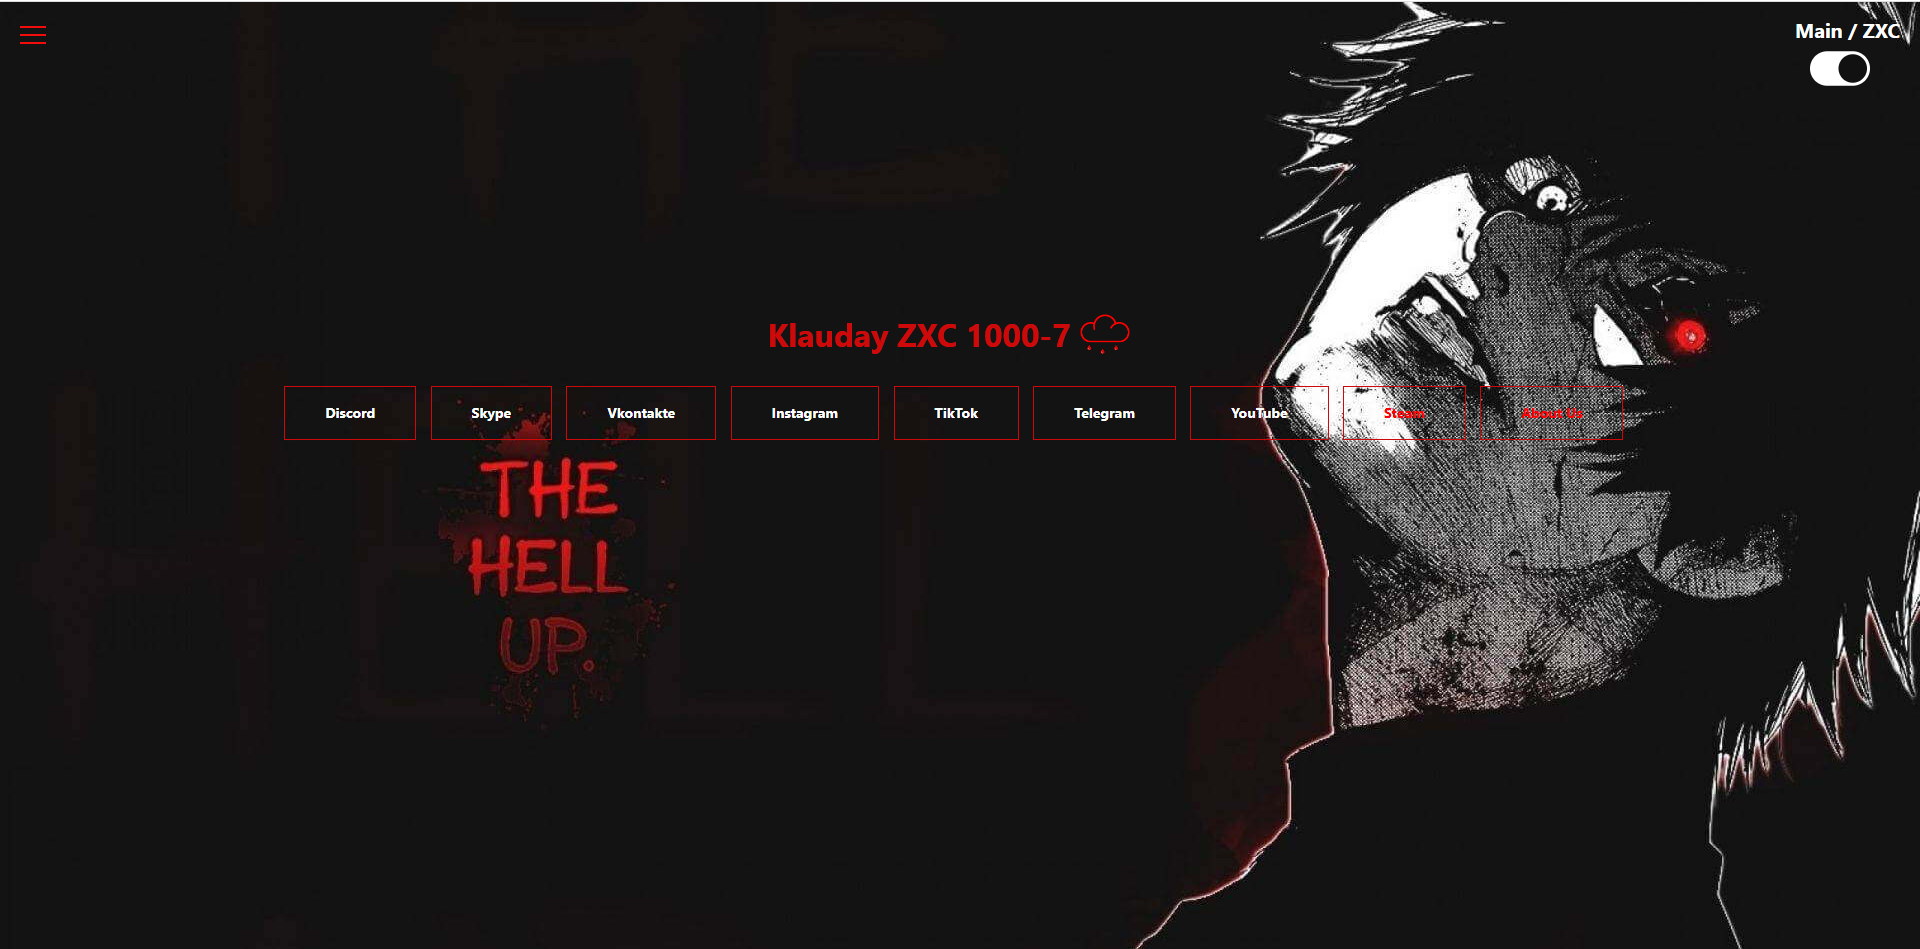 Main / ZXC
Klauday ZXC 1000-7
Discord
Skype
Vkontakte
Instagram
TikTok
Telegram
YouTube
Steam
About Us
THE
HELL
UP.